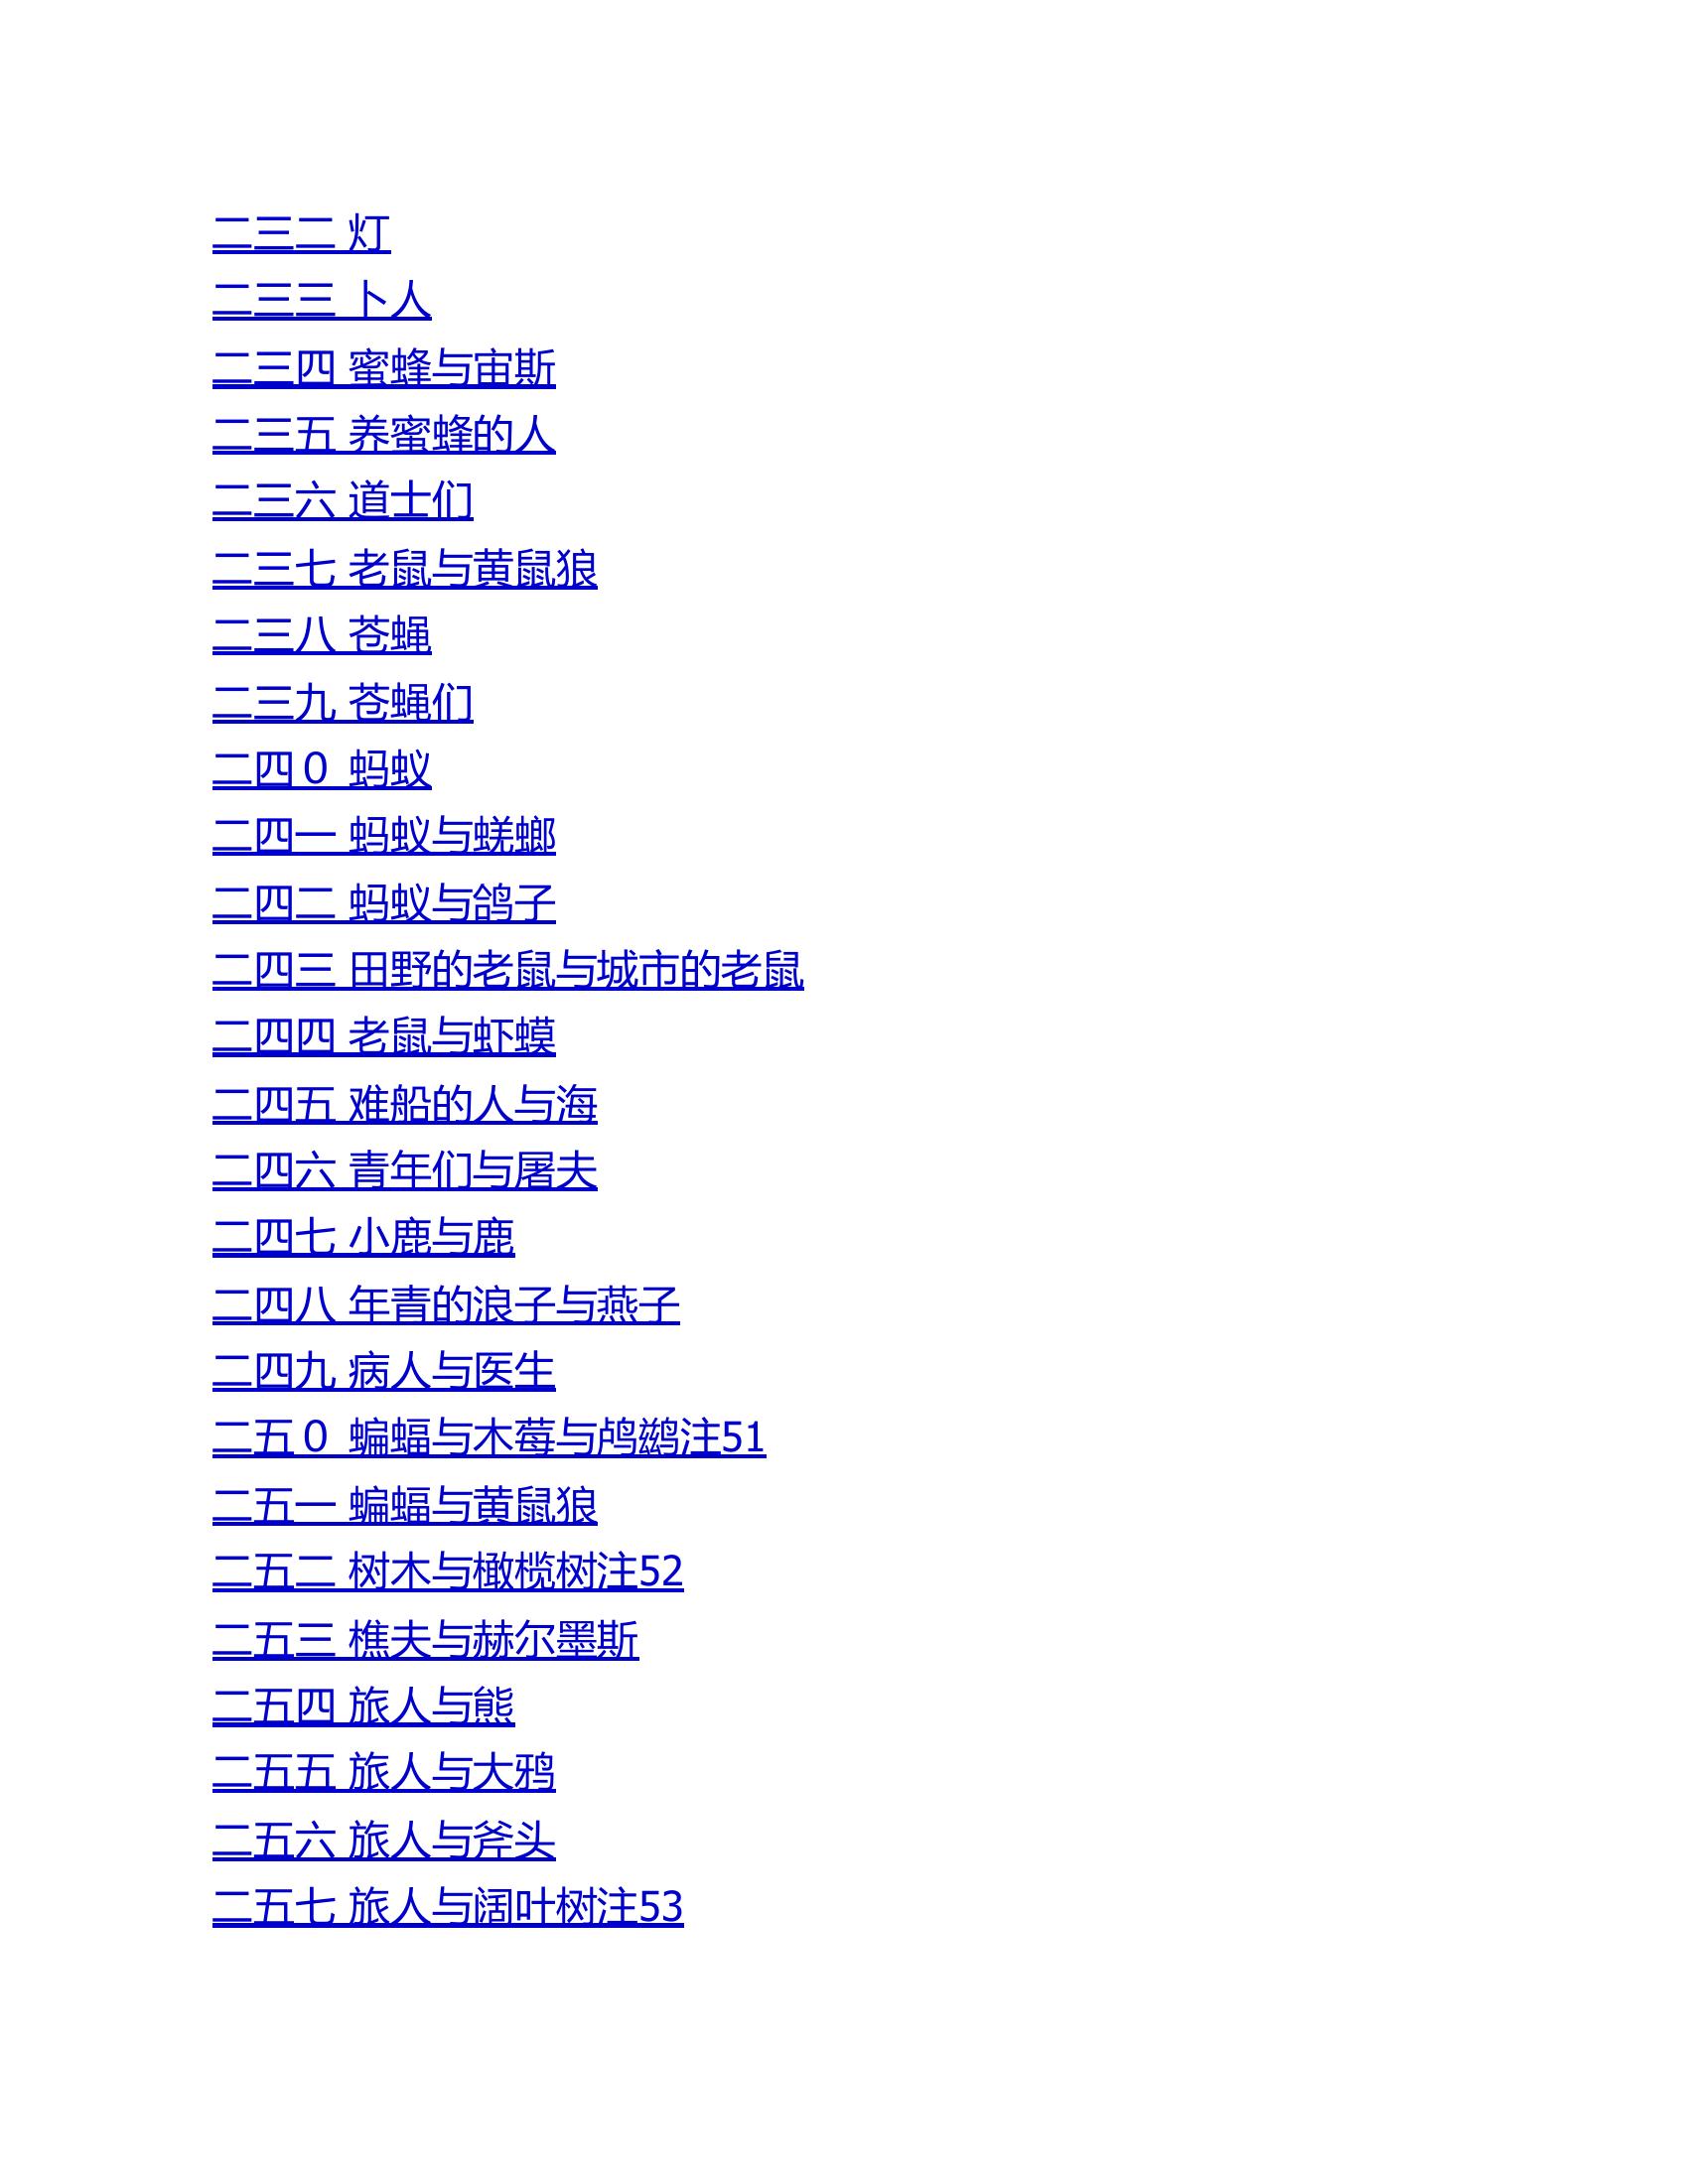 二三二 灯
二三三 卜人
二三四 蜜蜂与宙斯
二三五 养蜜蜂的人
二三六 道士们
二三七 老鼠与黄鼠狼
二三八 苍蝇
二三九 苍蝇们
二四０ 蚂蚁
二四一 蚂蚁与蜣螂
二四二 蚂蚁与鸽子
二四三 田野的老鼠与城市的老鼠
二四四 老鼠与虾蟆
二四五 难船的人与海
二四六 青年们与屠夫
二四七 小鹿与鹿
二四八 年青的浪子与燕子
二四九 病人与医生
二五０ 蝙蝠与木莓与鸬鹚注51
二五一 蝙蝠与黄鼠狼
二五二 树木与橄榄树注52
二五三 樵夫与赫尔墨斯
二五四 旅人与熊
二五五 旅人与大鸦
二五六 旅人与斧头
二五七 旅人与阔叶树注53